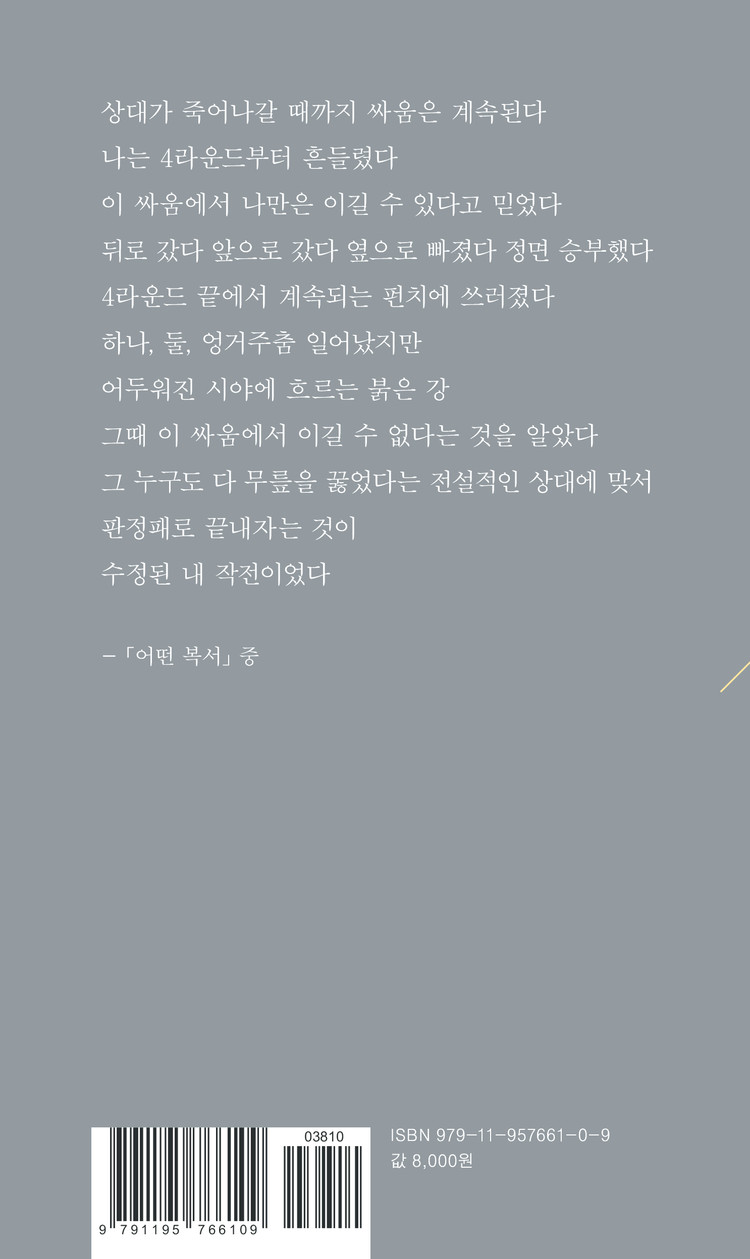 상대가 죽어나갈 때까지 싸움은 계속된다
나는 4라운드부터 흔들렸다
이 싸움에서 나만은 이길 수 있다고 믿었다
뒤로 갔다 앞으로 갔다 옆으로 빠졌다 정면 승부했다
4라운드 끝에서 계속되는 펀치에 쓰러졌다
하나, 둘, 엉거주춤 일어났지만
어두워진 시야에 흐르는 붉은 강
그때 이 싸움에서 이길 수 없다는 것을 알았다
그 누구도 다 무릎을 꿇었다는 전설적인 상대에 맞서
판정패로 끝내자는 것이
수정된 내 작전이었다
– 「어떤 복서」 중
03810
9 791195 766109
ISBN 979-11-957661-0-9
값 8,000원